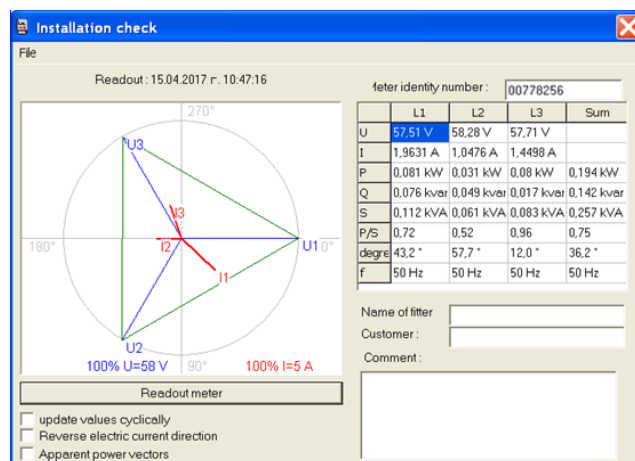 Installation check
File
Readout : 15.04.2017 г. 10:47:16
270°
U3
I3
180°
I2
U1
0°
I1
U2
100% U=58 V
90°
100% I=5 A
Readout meter
update values cyclically
Reverse electric current direction
Apparent power vectors
eter identity number :
00778256
L1 L2 L3 Sum
U 57,51 V 58,28 V 57,71 V
I 1,9631 A 1,0476 A 1,4498 A
P 0,081 kW 0,031 kW 0,08 kW 0,194 kW
Q 0,076 kvar 0,049 kvar 0,017 kvar 0,142 kvar
S 0,112 kVA 0,061 kVA 0,083 kVA 0,257 kVA
P/S 0,72 0,52 0,96 0,75
degre 43,2 ° 57,7 ° 12,0 ° 36,2 °
f 50 Hz 50 Hz 50 Hz 50 Hz
Name of fitter
Customer :
Comment :